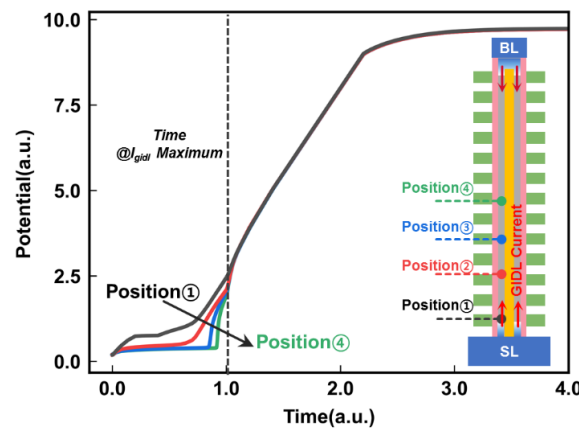 10.0
7.5
5.0
2.5
0.0
Potential(a.u.)
Time
@I_gidl Maximum
Position①
Position④
0.0
1.0
2.0
3.0
4.0
Time(a.u.)
BL
Position④
Position③
Position②
Position①
GIDL Current
SL